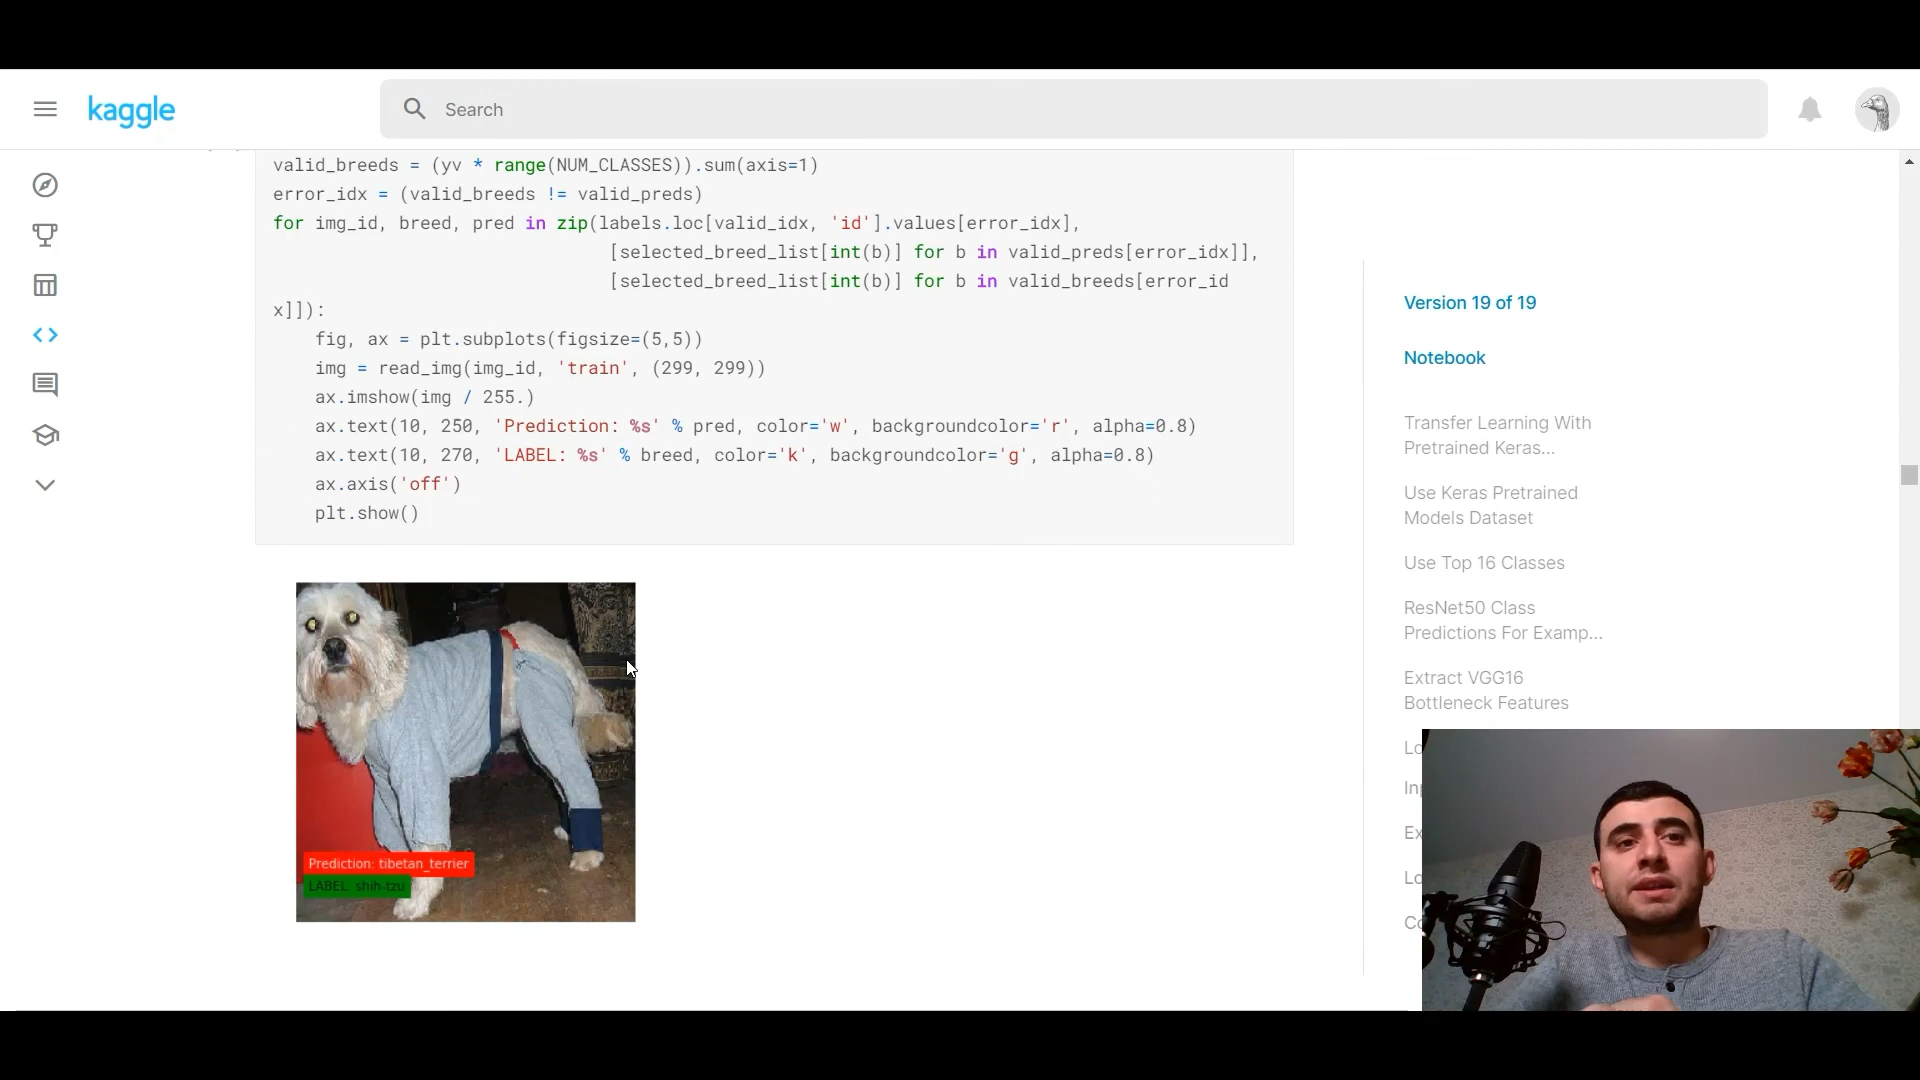 kaggle
Search
valid_breeds = (yv * range(NUM_CLASSES)).sum(axis=1)
error_idx = (valid_breeds != valid_preds)
for img_id, breed, pred in zip(labels.loc[valid_idx, 'id'].values[error_idx],
[selected_breed_list[int(b)] for b in valid_preds[error_idx]],
[selected_breed_list[int(b)] for b in valid_breeds[error_id
x]]):
fig, ax = plt.subplots(figsize=(5,5))
img = read_img(img_id, 'train', (299, 299))
ax.imshow(img / 255.)
ax.text(10, 250, 'Prediction: %s' % pred, color='w', backgroundcolor='r', alpha=0.8)
ax.text(10, 270, 'LABEL: %s' % breed, color='k', backgroundcolor='g', alpha=0.8)
ax.axis('off')
plt.show()
Prediction: tibetan_terrier
LABEL: shih-tzu
Version 19 of 19
Notebook
Transfer Learning With
Pretrained Keras...
Use Keras Pretrained
Models Dataset
Use Top 16 Classes
ResNet50 Class
Predictions For Examp...
Extract VGG16
Bottleneck Features